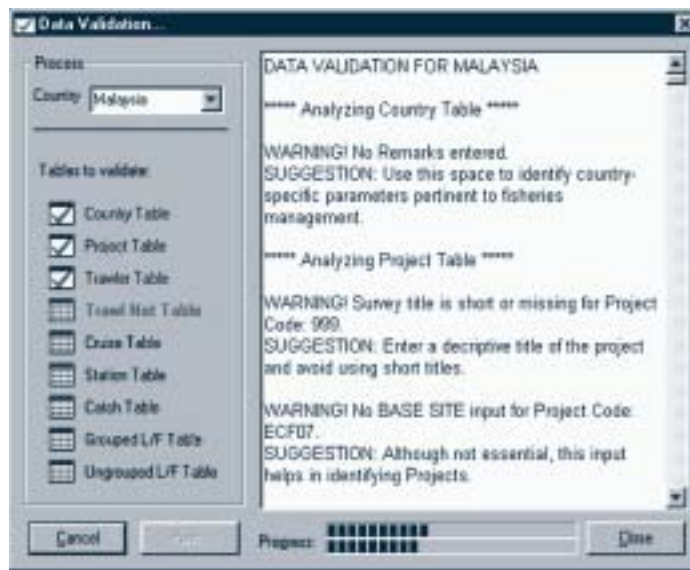 Data Validation...
Process
Country Malaysia
Tables to validate:
County Table
Project Table
Trawler Table
Trawl Net Table
Cruise Table
Station Table
Catch Table
Grouped L/F Table
Ungrouped L/F Table
DATA VALIDATION FOR MALAYSIA
***** Analyzing Country Table *****
WARNING! No Remarks entered.
SUGGESTION: Use this space to identify country-
specific parameters pertinent to fisheries
management.
***** Analyzing Project Table *****
WARNING! Survey title is short or missing for Project
Code: 999.
SUGGESTION: Enter a decriptive title of the project
and avoid using short titles.
WARNING! No BASE SITE input for Project Code:
ECF07.
SUGGESTION: Although not essential, this input
helps in identifying Projects.
Cancel
Progress:
Close